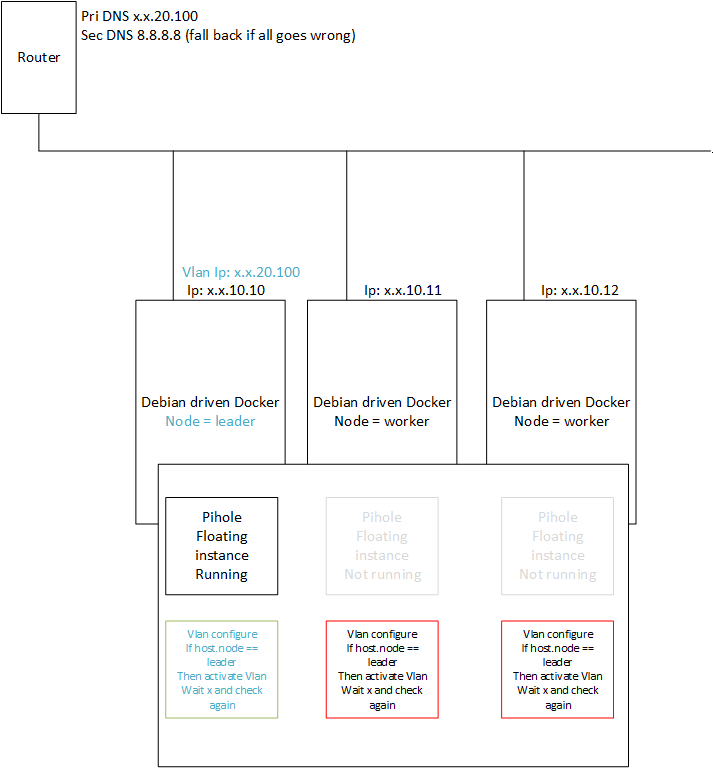 Pri DNS x.x.20.100
Sec DNS 8.8.8.8 (fall back if all goes wrong)
Router
Vlan Ip: x.x.20.100
Ip: x.x.10.10
Ip: x.x.10.11
Ip: x.x.10.12
Debian driven Docker
Node = leader
Debian driven Docker
Node = worker
Debian driven Docker
Node = worker
Pihole
Floating
instance
Running
Pihole
Floating
instance
Not running
Pihole
Floating
instance
Not running
Vlan configure
If host.node ==
leader
Then activate Vlan
Wait x and check
again
Vlan configure
If host.node ==
leader
Then activate Vlan
Wait x and check
again
Vlan configure
If host.node ==
leader
Then activate Vlan
Wait x and check
again